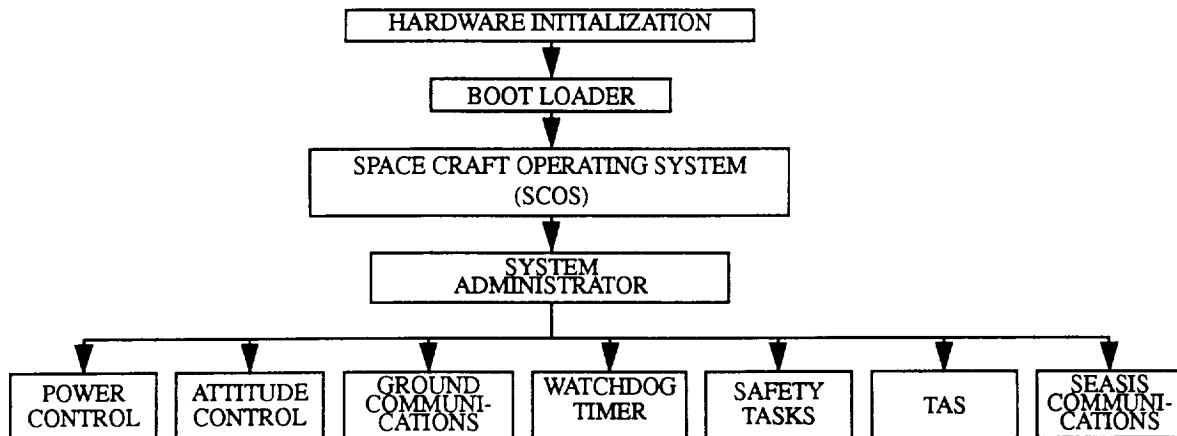 HARDWARE INITIALIZATION
BOOT LOADER
SPACE CRAFT OPERATING SYSTEM
(SCOS)
SYSTEM
ADMINISTRATOR
POWER
CONTROL
ATTITUDE
CONTROL
GROUND
COMMUNI-
CATIONS
WATCHDOG
TIMER
SAFETY
TASKS
TAS
SEASIS
COMMUNI-
CATIONS